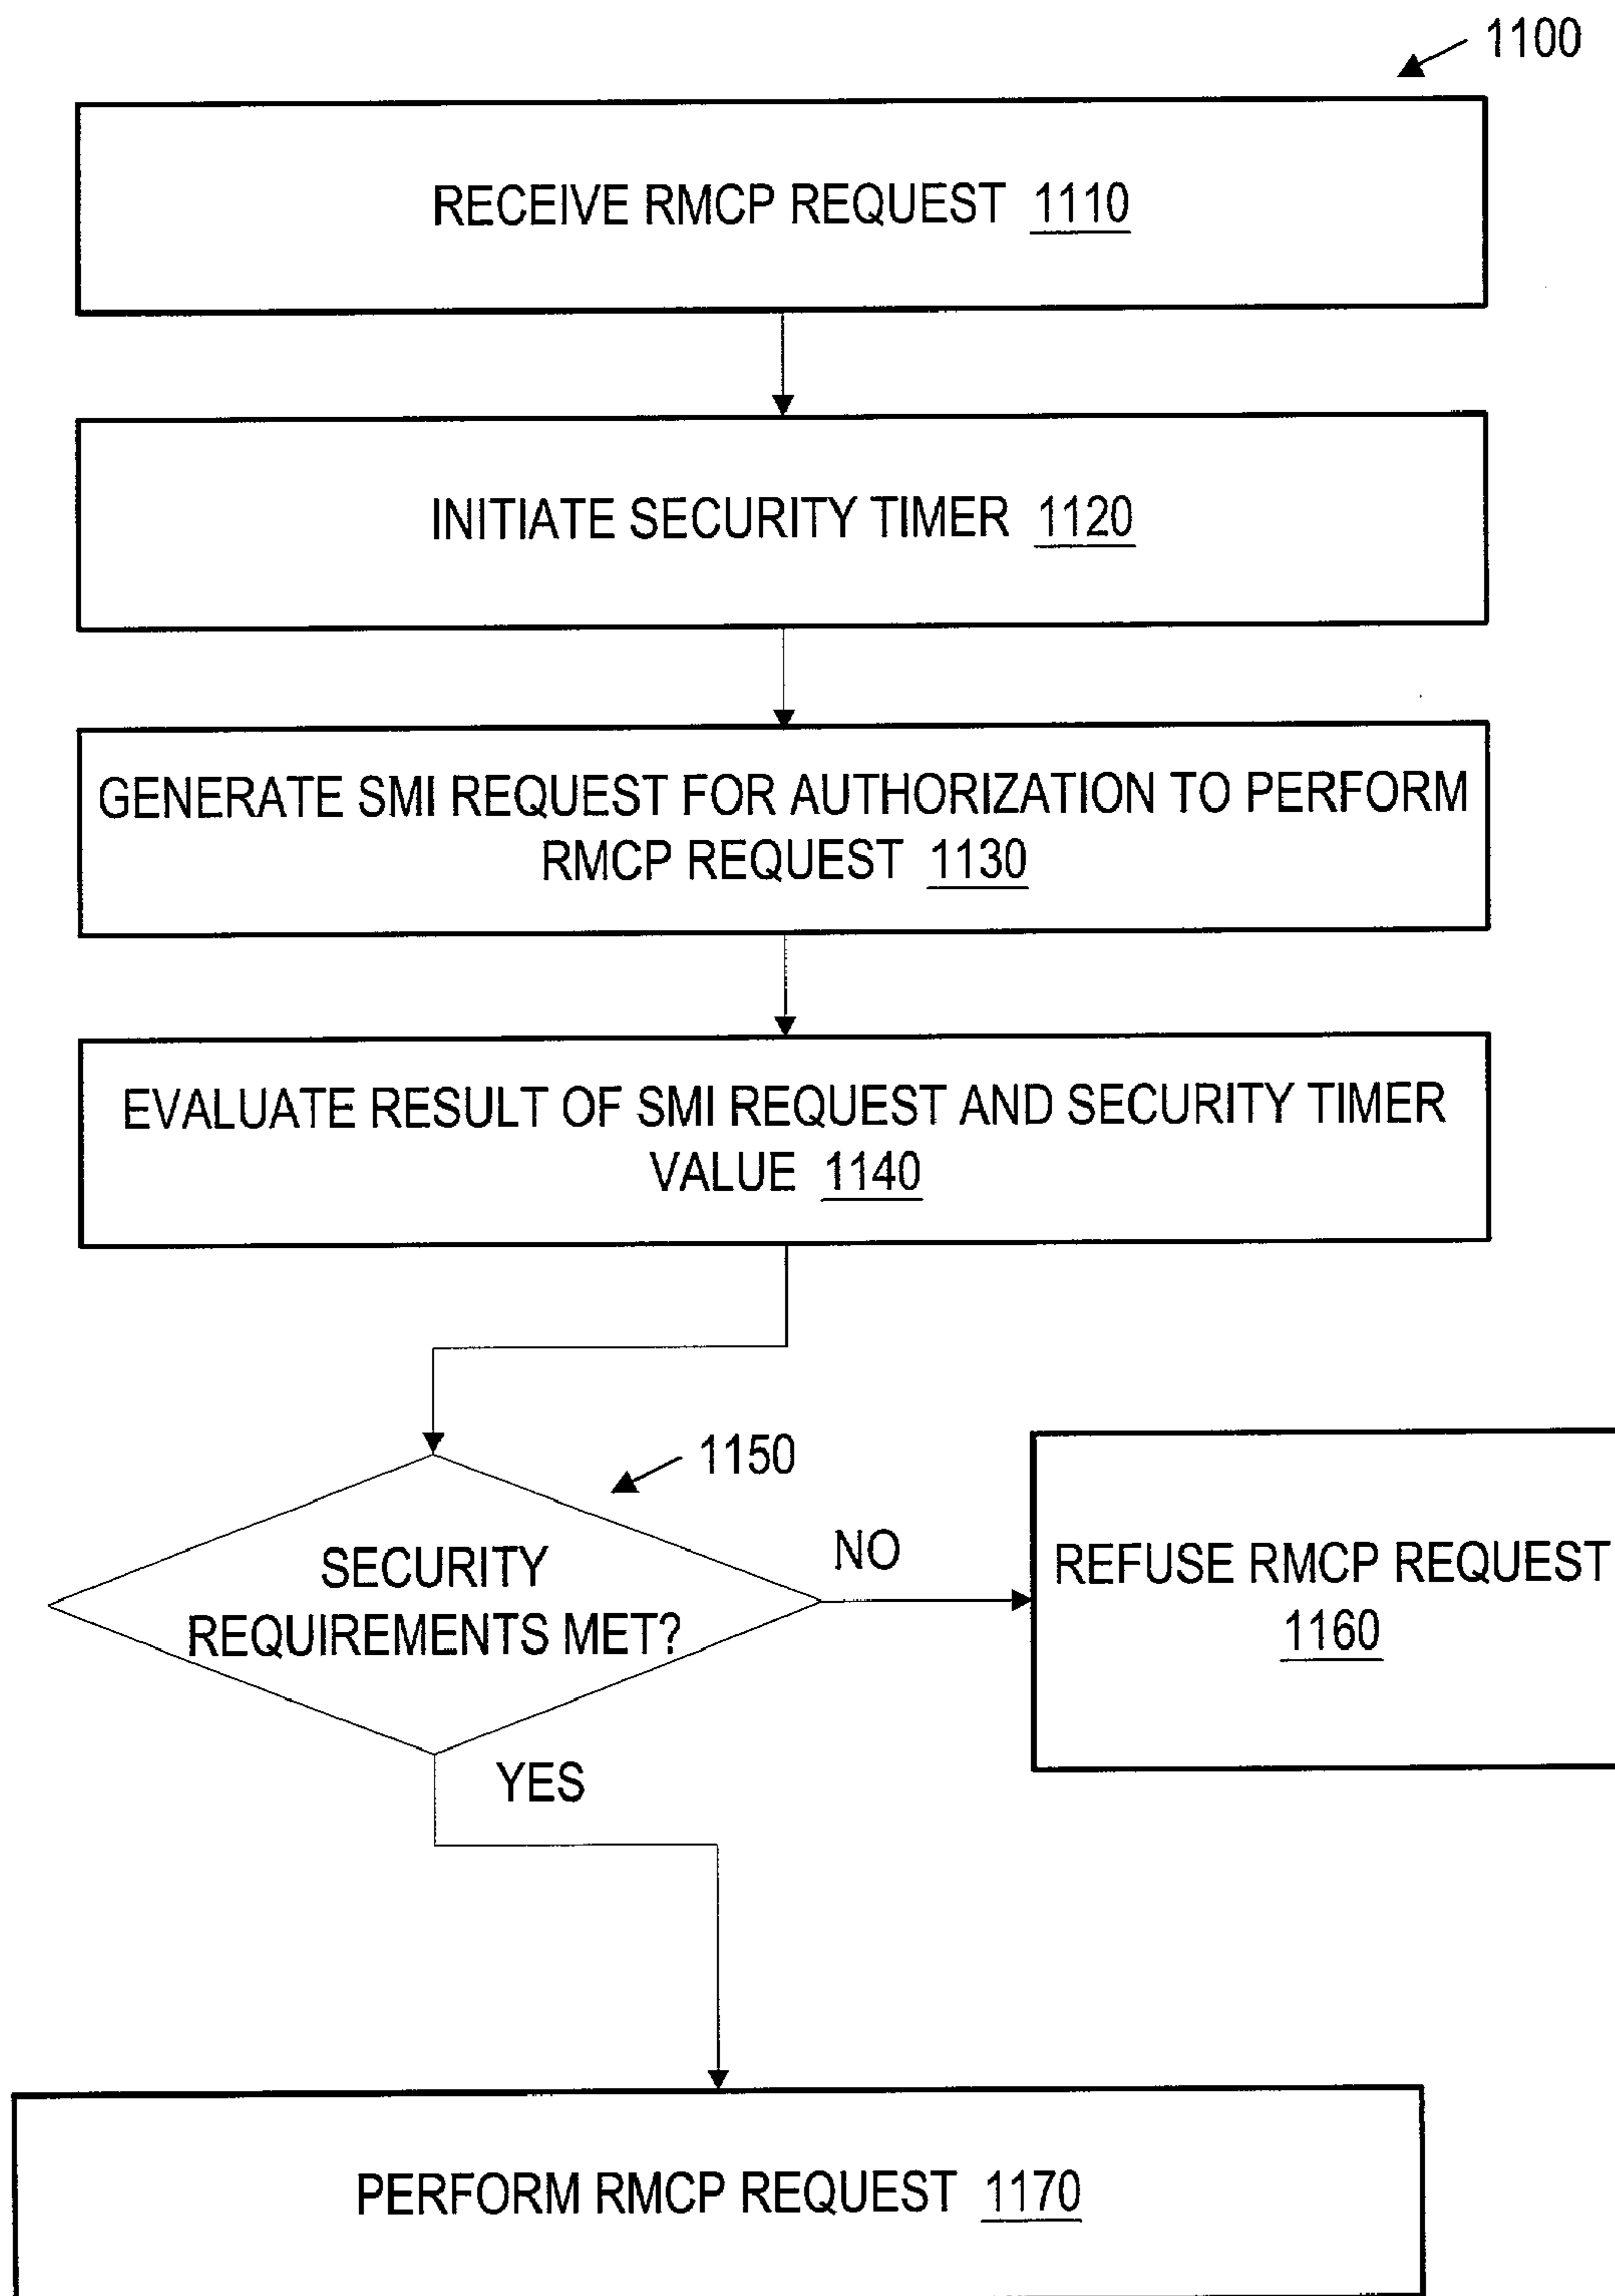 1100
RECEIVE RMCP REQUEST 1110
INITIATE SECURITY TIMER 1120
GENERATE SMI REQUEST FOR AUTHORIZATION TO PERFORM
RMCP REQUEST 1130
EVALUATE RESULT OF SMI REQUEST AND SECURITY TIMER
VALUE 1140
1150
SECURITY
REQUIREMENTS MET?
NO
REFUSE RMCP REQUEST
1160
YES
PERFORM RMCP REQUEST 1170